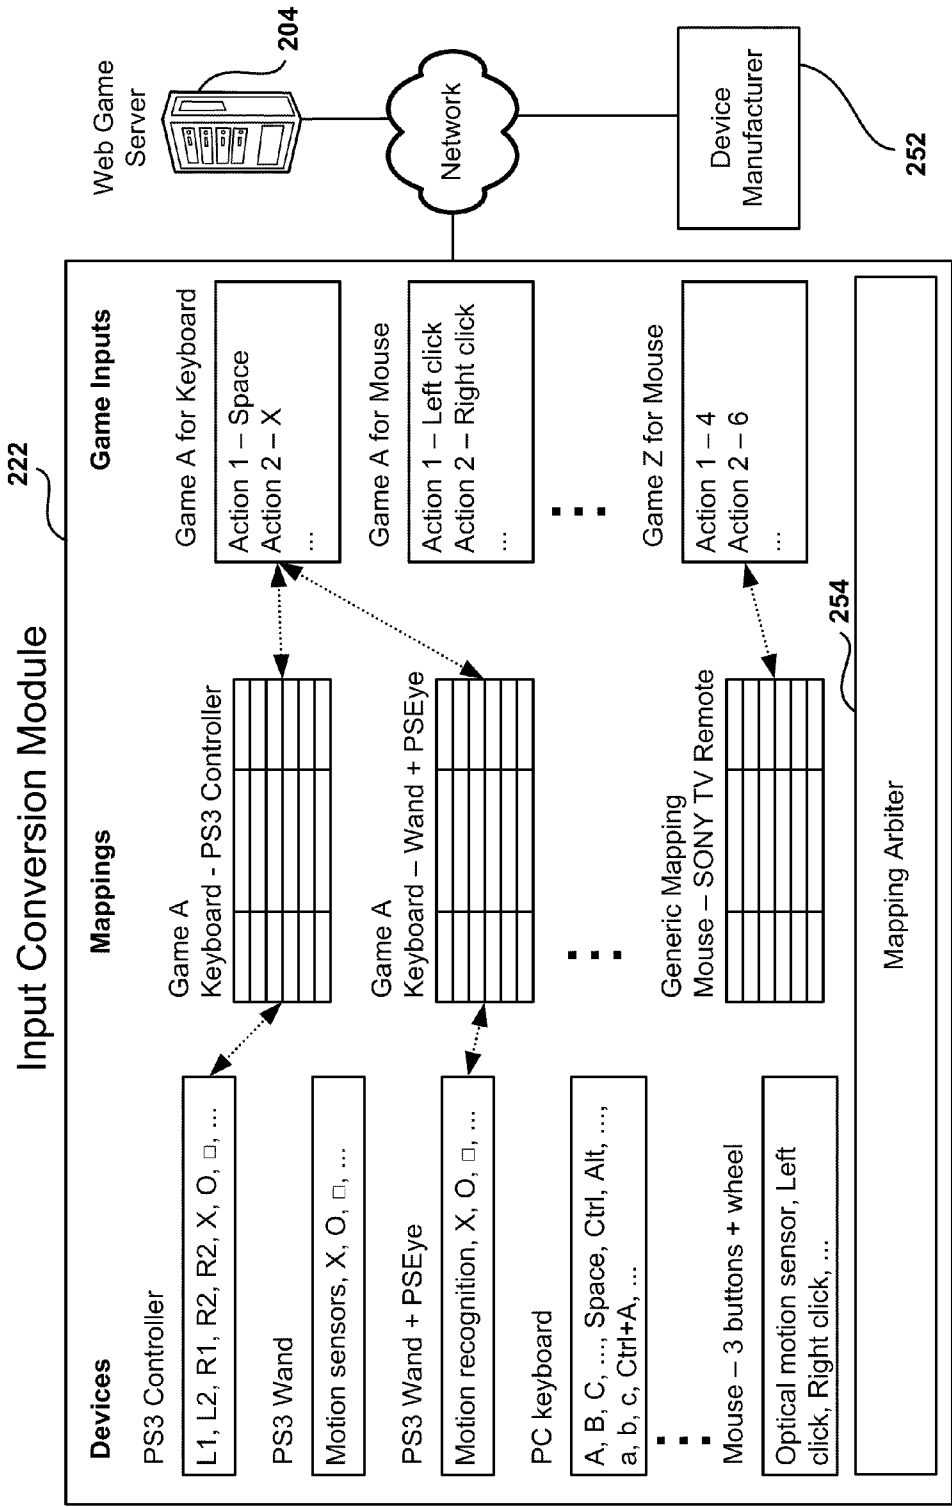 Input Conversion Module
222
Devices
PS3 Controller
L1, L2, R1, R2, R2, X, O, □, ...
PS3 Wand
Motion sensors, X, O, □, ...
PS3 Wand + PSEye
Motion recognition, X, O, □, ...
PC keyboard
A, B, C, ..., Space, Ctrl, Alt, ...,
a, b, c, Ctrl+A, ...
Mouse – 3 buttons + wheel
Optical motion sensor, Left
click, Right click, ...
Mappings
Game A
Keyboard - PS3 Controller
Game A
Keyboard – Wand + PSEye
Generic Mapping
Mouse – SONY TV Remote
Game Inputs
Game A for Keyboard
Action 1 – Space
Action 2 – X
...
Game A for Mouse
Action 1 – Left click
Action 2 – Right click
...
Game Z for Mouse
Action 1 – 4
Action 2 – 6
...
254
Mapping Arbiter
Web Game
Server
204
Network
Device
Manufacturer
252